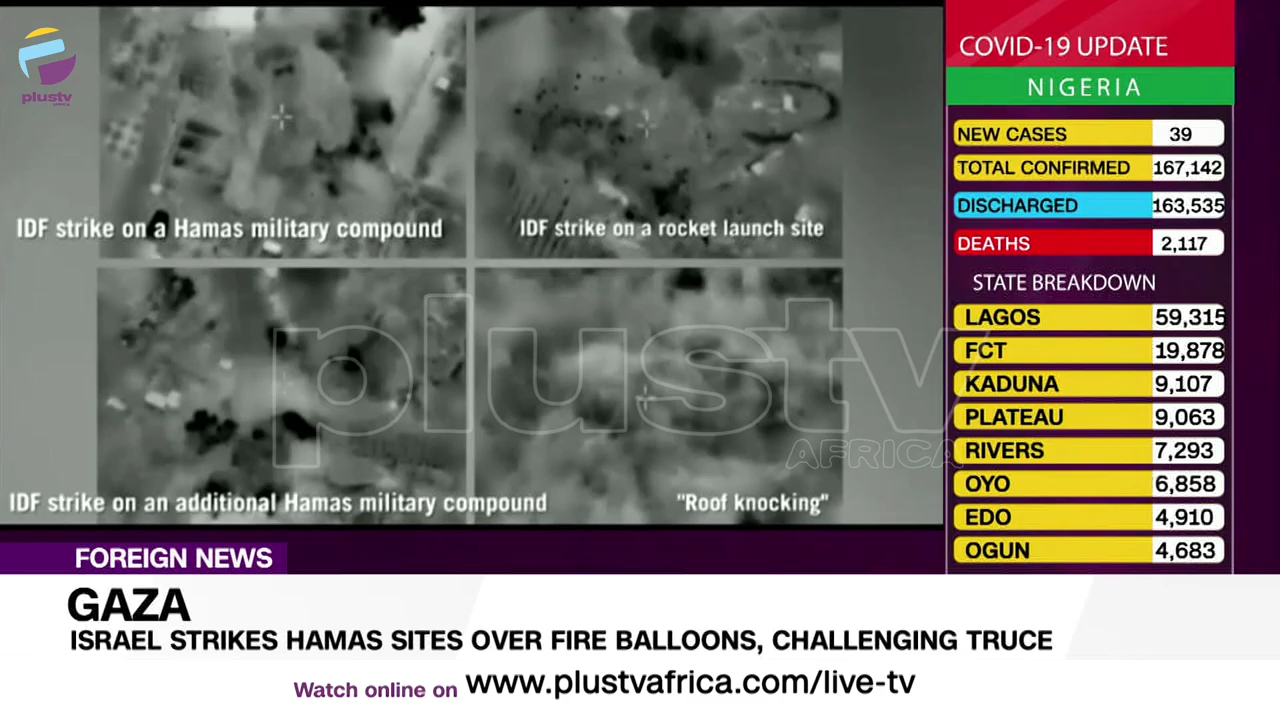 plustv
AFRICA
IDF strike on a Hamas military compound
IDF strike on a rocket launch site
IDF strike on an additional Hamas military compound
"Roof knocking"
plustv
AFRICA
COVID-19 UPDATE
NIGERIA
NEW CASES 39
TOTAL CONFIRMED 167,142
DISCHARGED 163,535
DEATHS 2,117
STATE BREAKDOWN
LAGOS 59,315
FCT 19,878
KADUNA 9,107
PLATEAU 9,063
RIVERS 7,293
OYO 6,858
EDO 4,910
OGUN 4,683
FOREIGN NEWS
GAZA
ISRAEL STRIKES HAMAS SITES OVER FIRE BALLOONS, CHALLENGING TRUCE
Watch online on www.plustvafrica.com/live-tv